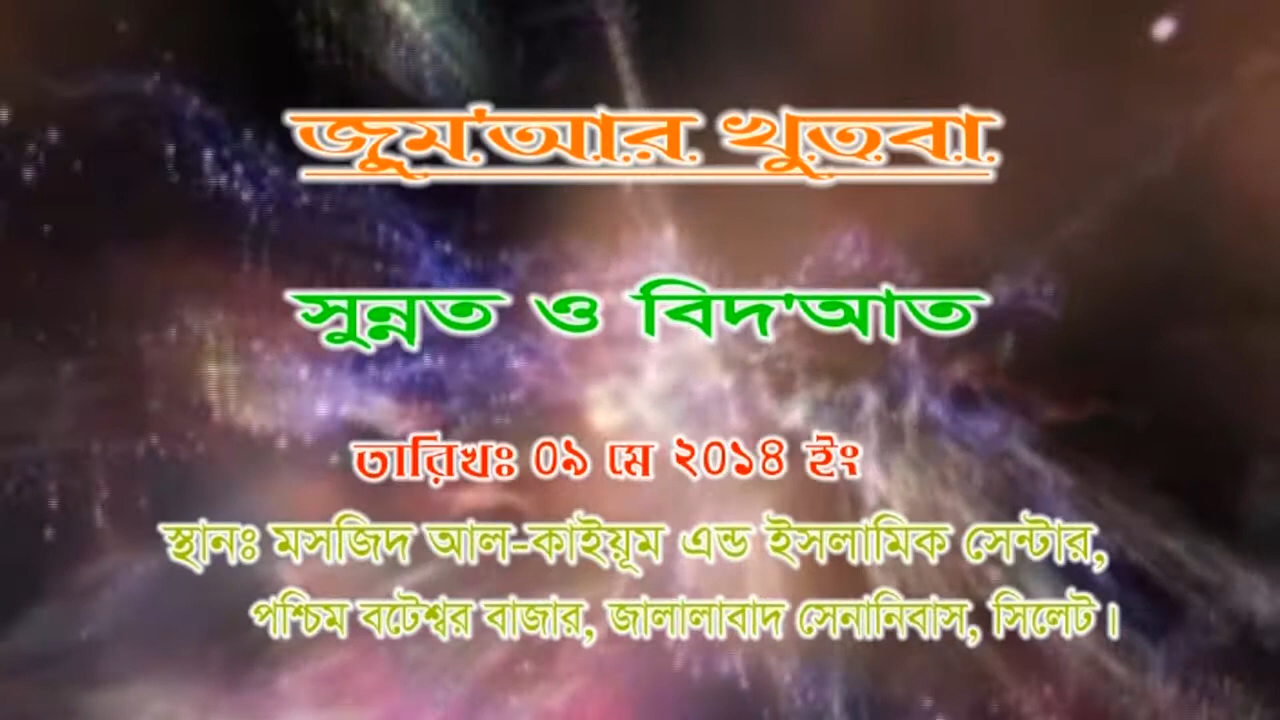 জুম'আর খুতবা
সুন্নত ও বিদ'আত
তারিখঃ ০৯ মে ২০১৪ ইং
স্থানঃ মসজিদ আল-কাইয়ূম এন্ড ইসলামিক সেন্টার,
পশ্চিম বটেশ্বর বাজার, জালালাবাদ সেনানিবাস, সিলেট।